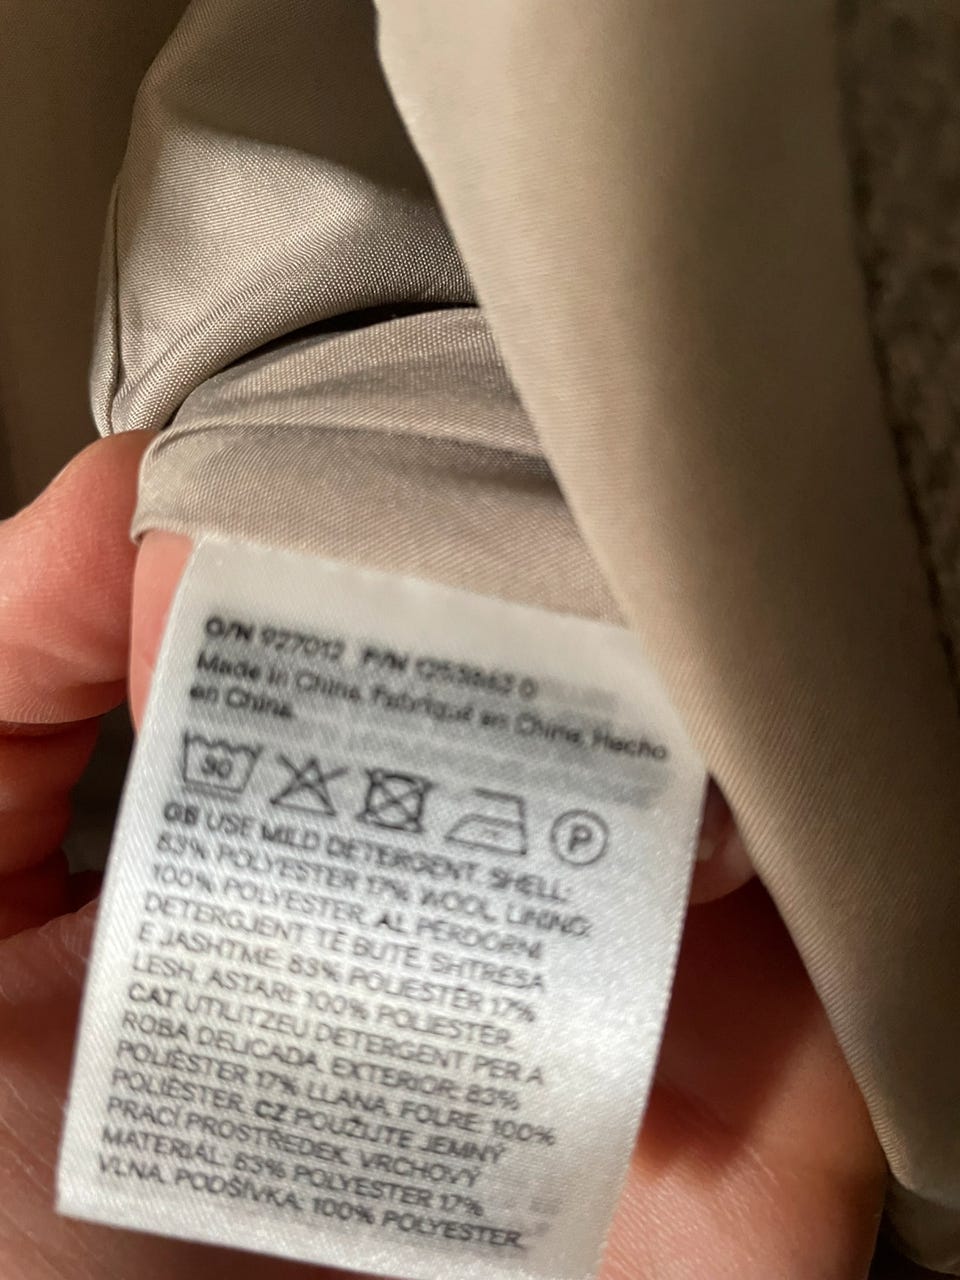 O/N 927012 P/N
Made in China. Fabriqué en Chine, Hecho
en China.
30 P
GB USE MILD DETERGENT. SHELL:
83% POLYESTER 17% WOOL, LINING:
100% POLYESTER. AL PËRDORNI
DETERGJENT TË BUTË. SHTRESA
E JASHTME: 83% POLIESTËR 17%
LESH, ASTARI: 100% POLIESTËR.
CAT UTILITZEU DETERGENT PER A
ROBA DELICADA. EXTERIOR: 83%
POLIÈSTER 17% LLANA. FOLRE: 100%
POLIÈSTER. CZ POUŽIJTE JEMNÝ
PRACÍ PROSTŘEDEK. VRCHOVÝ
MATERIÁL: 83% POLYESTER 17%
VLNA. PODŠÍVKA: 100% POLYESTER.